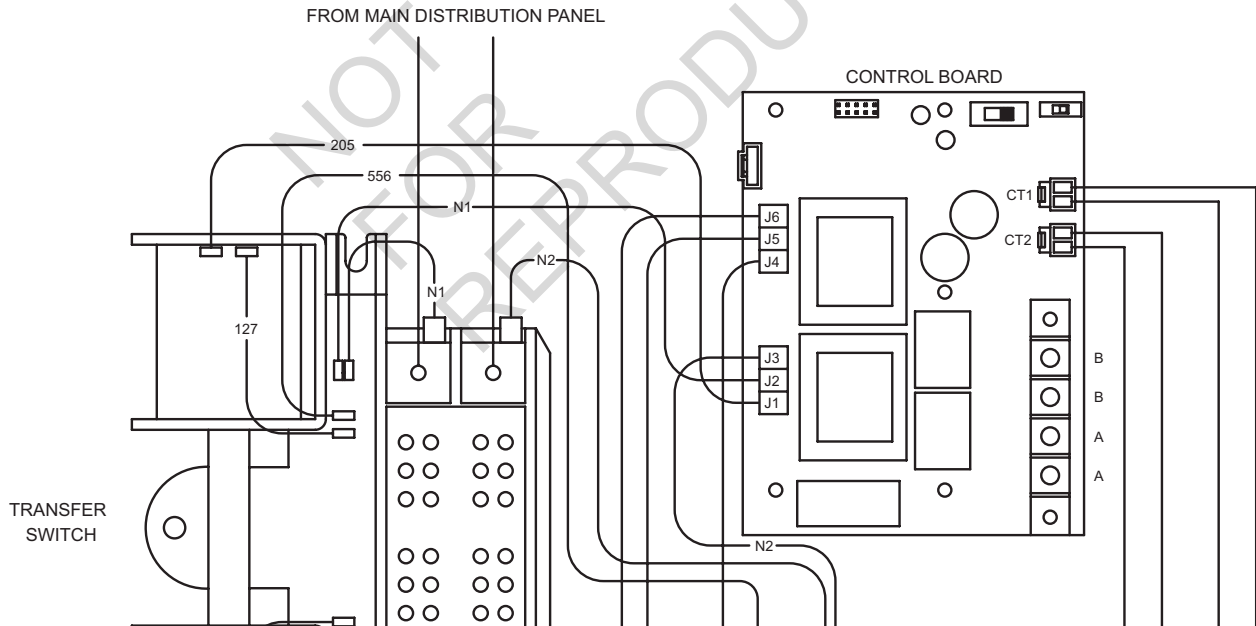 FROM MAIN DISTRIBUTION PANEL
NOT
FOR
CONTROL BOARD
205
556
N1
CT1
J6
J5
CT2
J4
N2
N1
127
J3
B
J2
J1
B
A
A
TRANSFER
SWITCH
N2